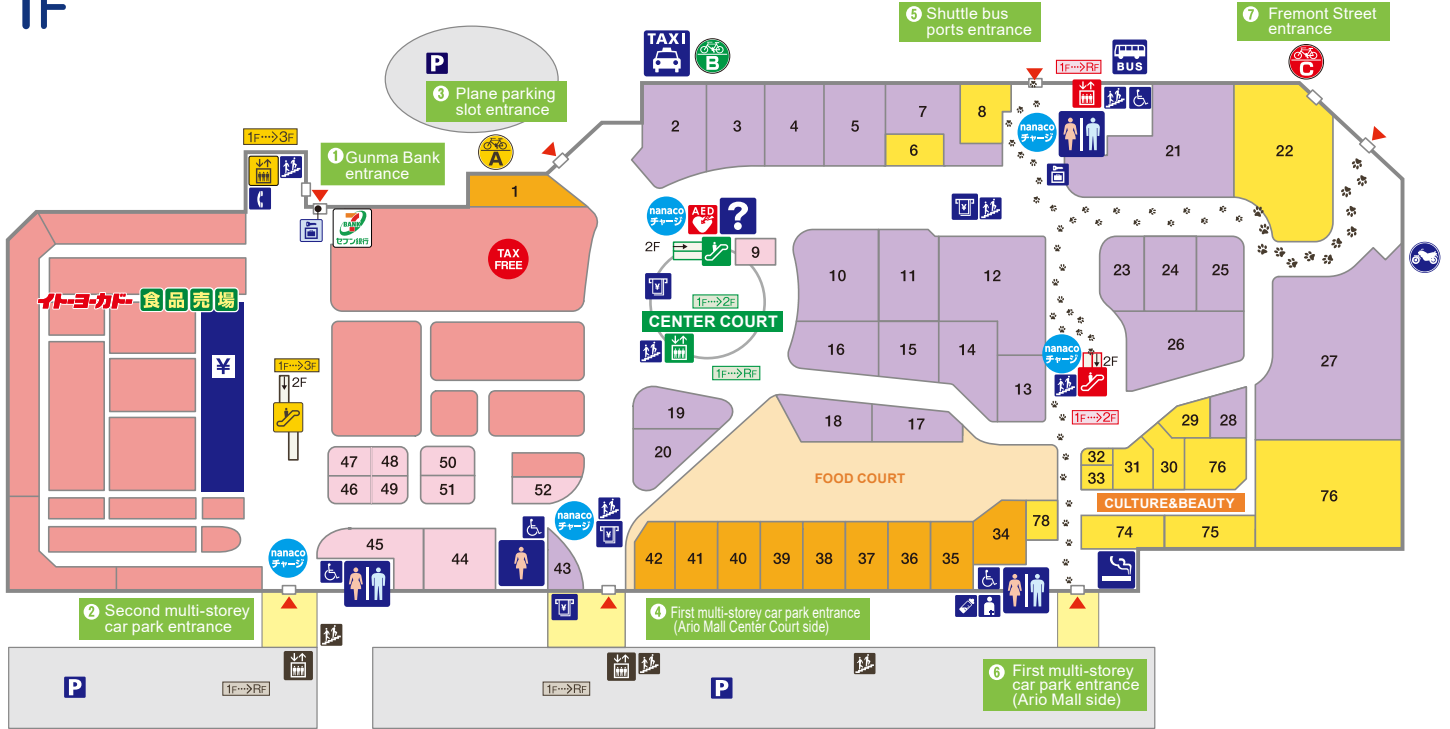 1F
5 Shuttle bus
ports entrance
7 Fremont Street
entrance
TAXI
B
1F→RF
BUS
C
P
3 Plane parking
slot entrance
A
1F→3F
1 Gunma Bank
entrance
7
BANK
セブン銀行
1
TAX
FREE
2
3
4
5
6
7
8
nanaco
チャージ
21
22
nanaco
チャージ
AED
?
2F
9
1F→2F
CENTER COURT
1F→RF
イトーヨーカドー 食品売場
¥
1F→3F
2F
10
11
12
16
15
14
13
23
24
25
26
27
nanaco
チャージ
2F
1F→2F
19
20
18
17
FOOD COURT
29
28
32
33
31
30
76
CULTURE&BEAUTY
76
74
75
47
48
46
49
50
51
52
nanaco
チャージ
45
44
43
42
41
40
39
38
37
36
35
34
78
nanaco
チャージ
2 Second multi-storey
car park entrance
4 First multi-storey car park entrance
(Ario Mall Center Court side)
6 First multi-storey
car park entrance
(Ario Mall side)
P
1F→RF
1F→RF
P